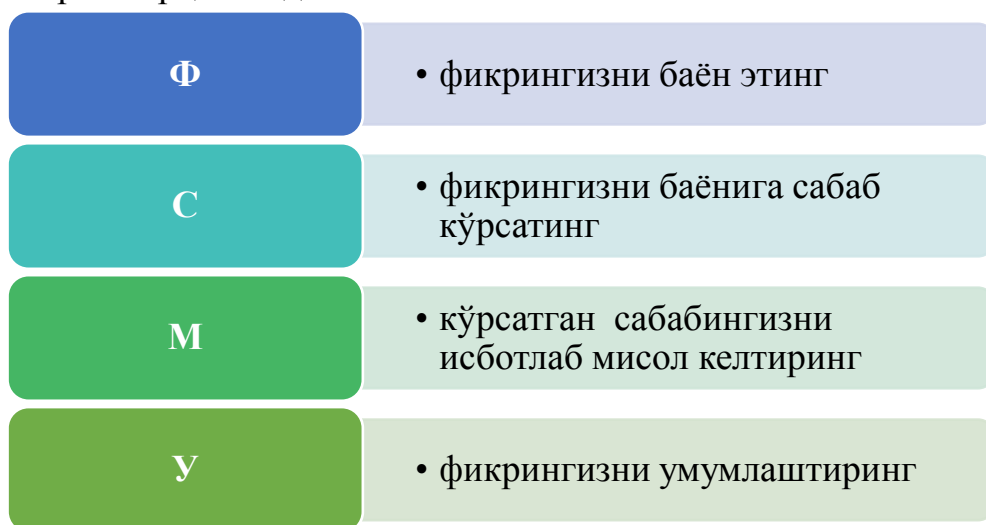 Ф
• фикрингизни баён этинг
С
• фикрингизни баёнига сабаб
кўрсатинг
М
• кўрсатган сабабингизни
исботлаб мисол келтиринг
У
• фикрингизни умумлаштиринг